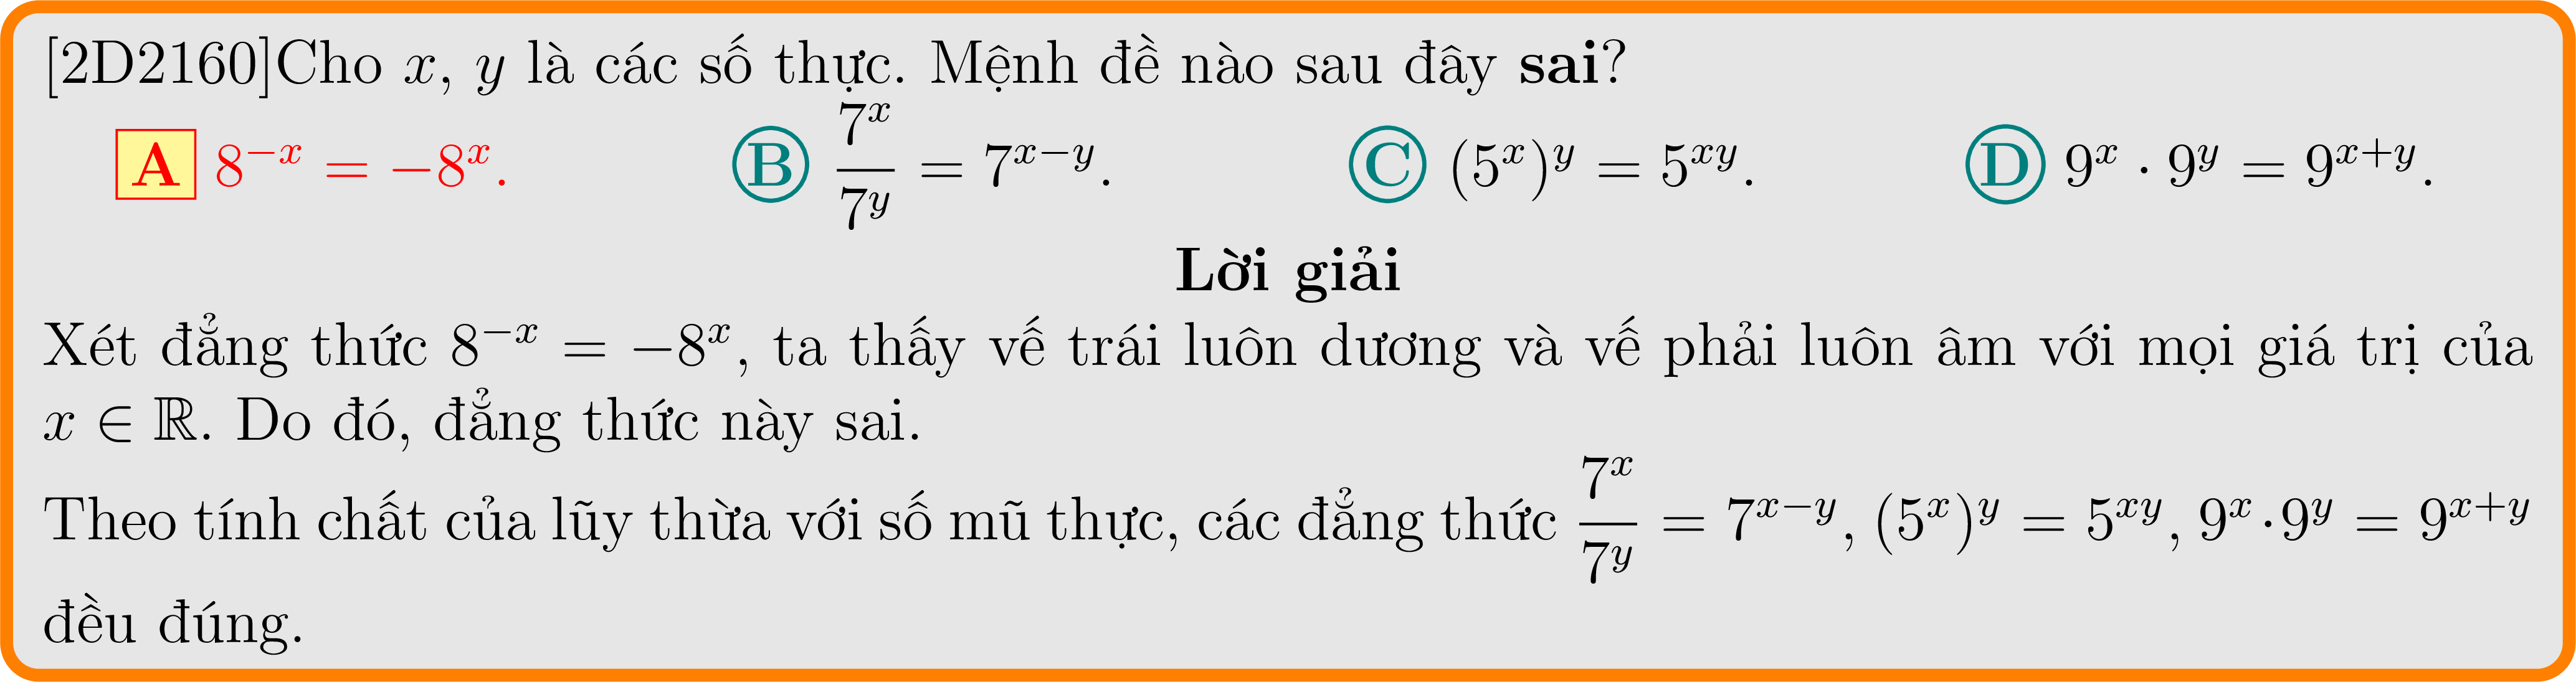 [2D2160]Cho x, y là các số thực. Mệnh đề nào sau đây sai?
A 8^{-x} = -8^x. B \frac{7^x}{7^y} = 7^{x-y}. C (5^x)^y = 5^{xy}. D 9^x · 9^y = 9^{x+y}.
Lời giải
Xét đẳng thức 8^{-x} = -8^x, ta thấy vế trái luôn dương và vế phải luôn âm với mọi giá trị của
x ∈ ℝ. Do đó, đẳng thức này sai.
Theo tính chất của lũy thừa với số mũ thực, các đẳng thức \frac{7^x}{7^y} = 7^{x-y}, (5^x)^y = 5^{xy}, 9^x·9^y = 9^{x+y}
đều đúng.